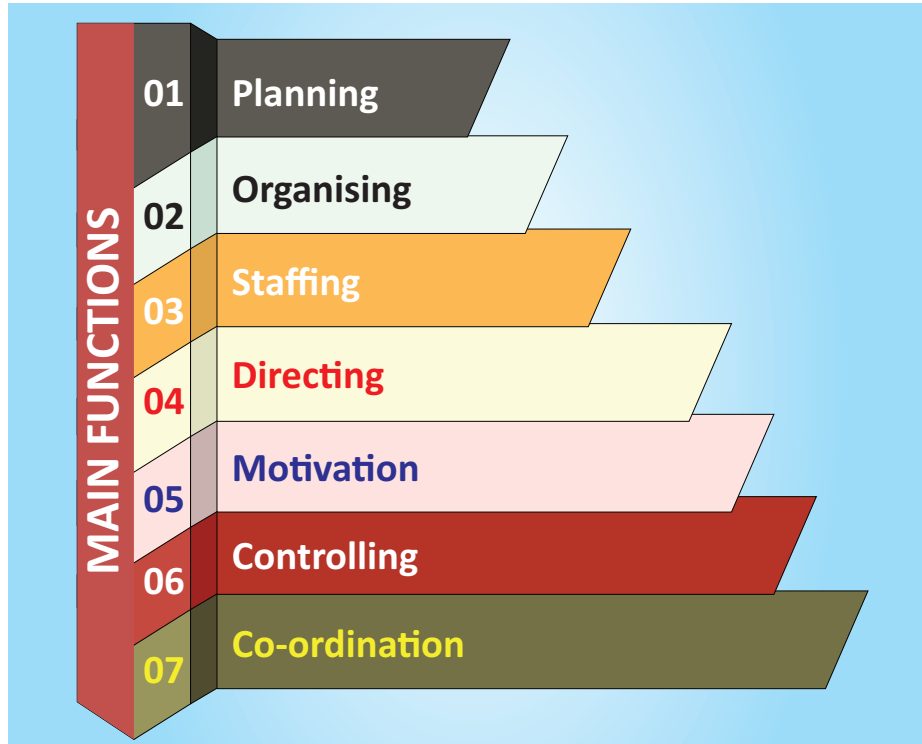 MAIN FUNCTIONS
01 Planning
02 Organising
03 Staffing
04 Directing
05 Motivation
06 Controlling
07 Co-ordination